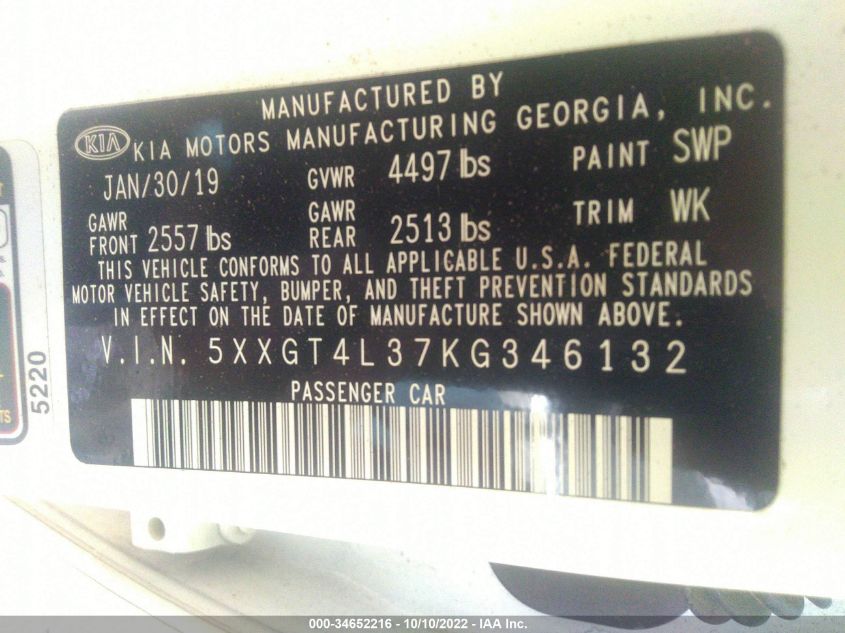 MANUFACTURED BY
KIA KIA MOTORS MANUFACTURING GEORGIA, INC.
JAN/30/19 GVWR 4497 lbs PAINT SWP
GAWR FRONT 2557 lbs GAWR REAR 2513 lbs TRIM WK
THIS VEHICLE CONFORMS TO ALL APPLICABLE U.S.A. FEDERAL
MOTOR VEHICLE SAFETY, BUMPER, AND THEFT PREVENTION STANDARDS
IN EFFECT ON THE DATE OF MANUFACTURE SHOWN ABOVE.
V.I.N. 5XXGT4L37KG346132
PASSENGER CAR
5220
TS
000-34652216 - 10/10/2022 - IAA Inc.